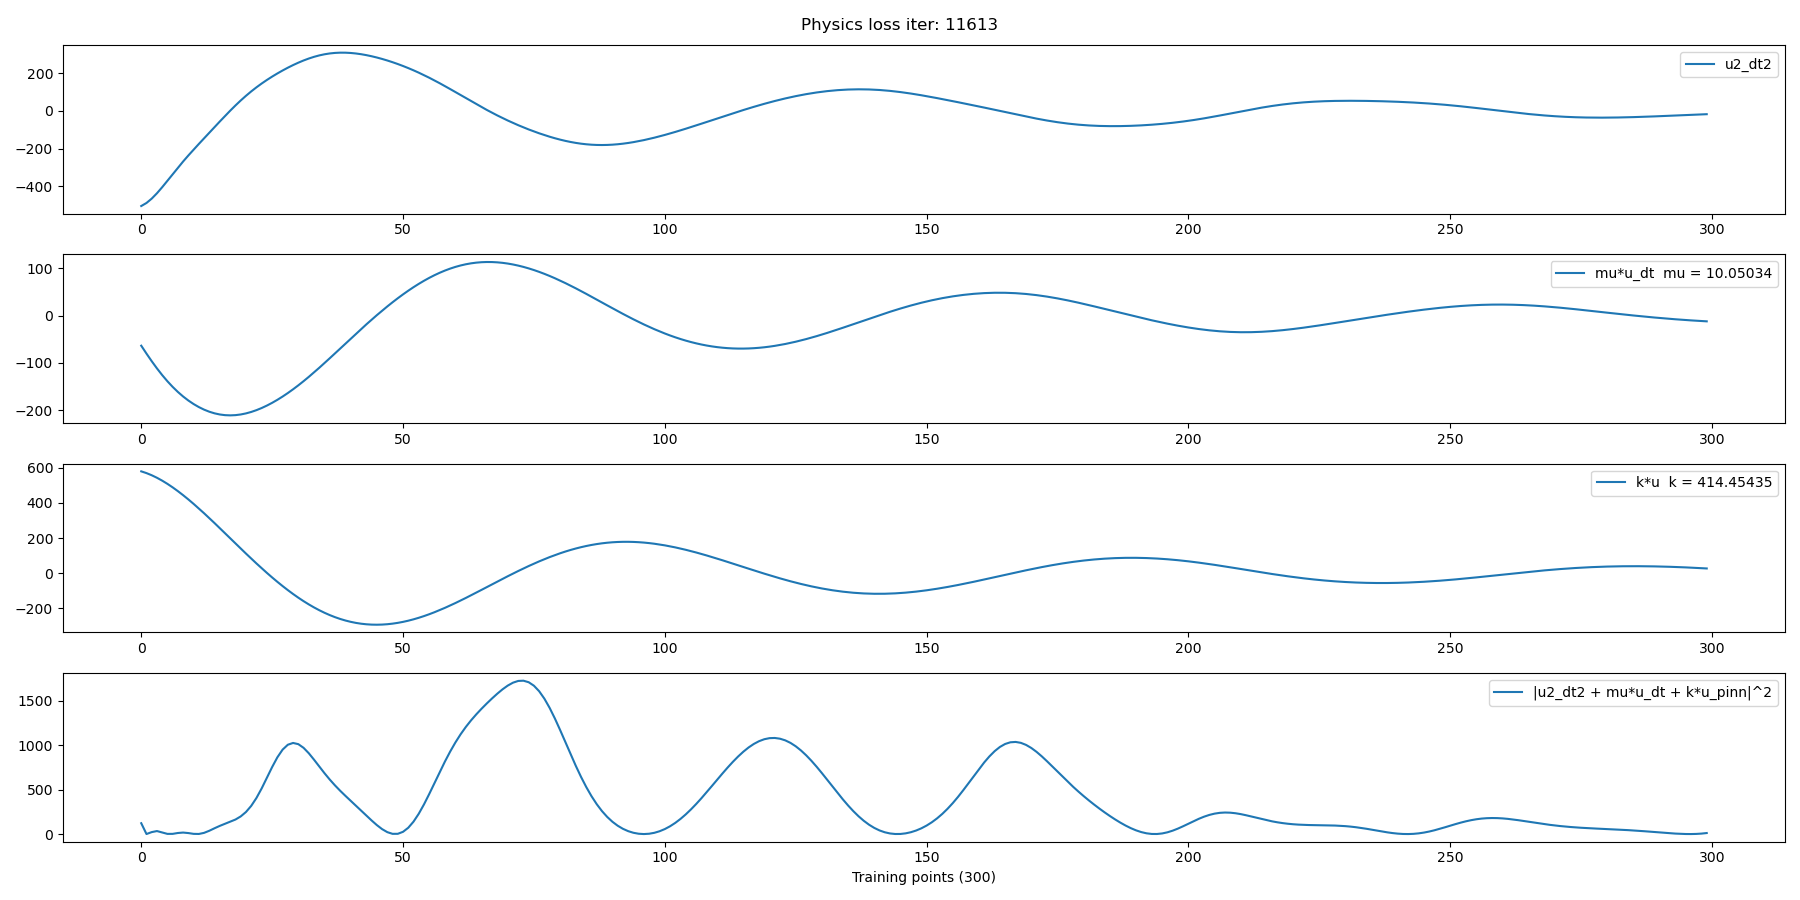 Physics loss iter: 11613
u2_dt2
200
0
−200
−400
0 50 100 150 200 250 300
mu*u_dt mu = 10.05034
100
0
−100
−200
0 50 100 150 200 250 300
k*u k = 414.45435
600
400
200
0
−200
0 50 100 150 200 250 300
|u2_dt2 + mu*u_dt + k*u_pinn|^2
1500
1000
500
0
0 50 100 150 200 250 300
Training points (300)